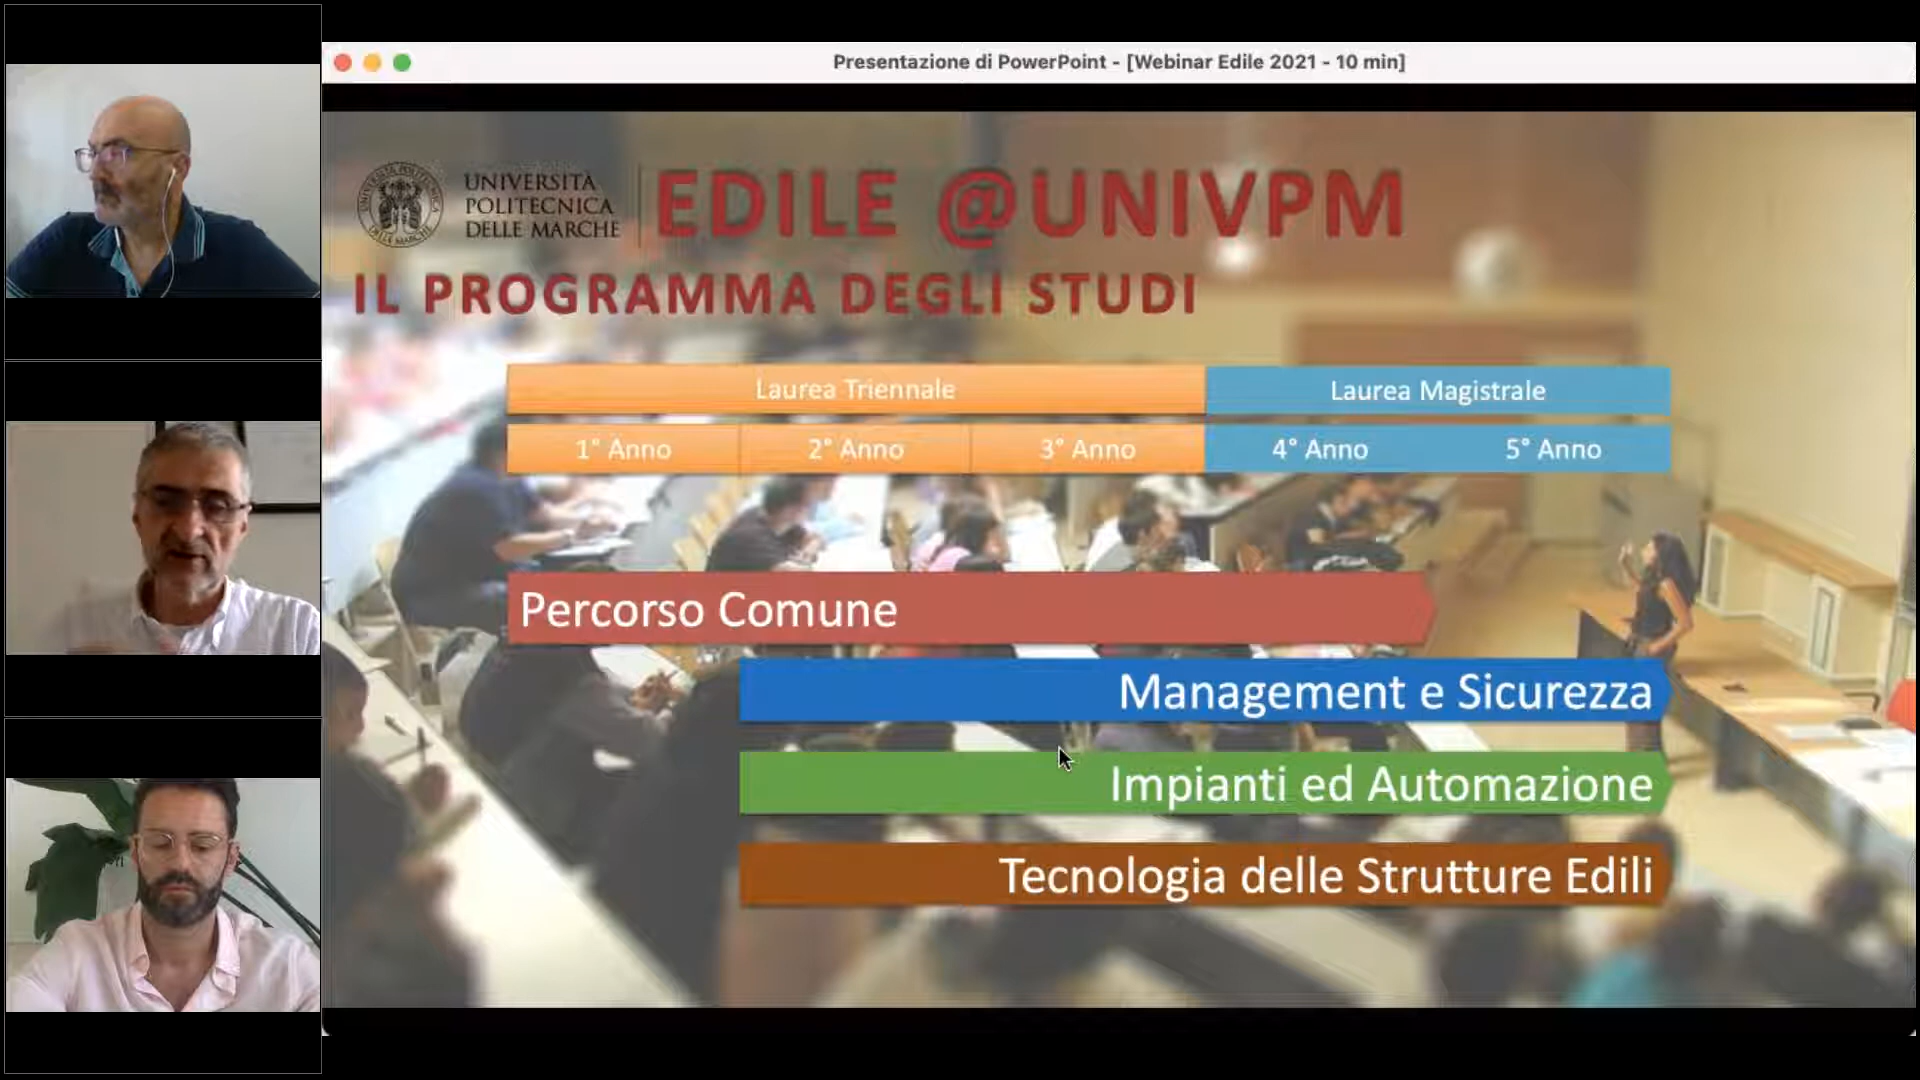 Presentazione di PowerPoint - [Webinar Edile 2021 - 10 min]
UNIVERSITÀ
POLITECNICA
DELLE MARCHE
EDILE @UNIVPM
IL PROGRAMMA DEGLI STUDI
Laurea Triennale
Laurea Magistrale
1° Anno
2° Anno
3° Anno
4° Anno
5° Anno
Percorso Comune
Management e Sicurezza
Impianti ed Automazione
Tecnologia delle Strutture Edili